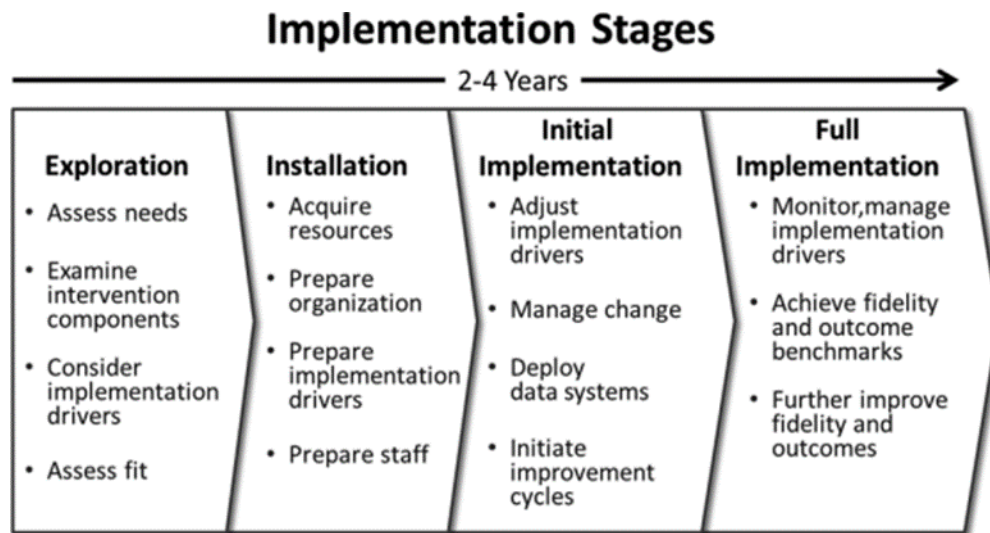 Implementation Stages
2-4 Years
Exploration
• Assess needs
• Examine
intervention
components
• Consider
implementation
drivers
• Assess fit
Installation
• Acquire
resources
• Prepare
organization
• Prepare
implementation
drivers
• Prepare staff
Initial
Implementation
• Adjust
implementation
drivers
• Manage change
• Deploy
data systems
• Initiate
improvement
cycles
Full
Implementation
• Monitor,manage
implementation
drivers
• Achieve fidelity
and outcome
benchmarks
• Further improve
fidelity and
outcomes